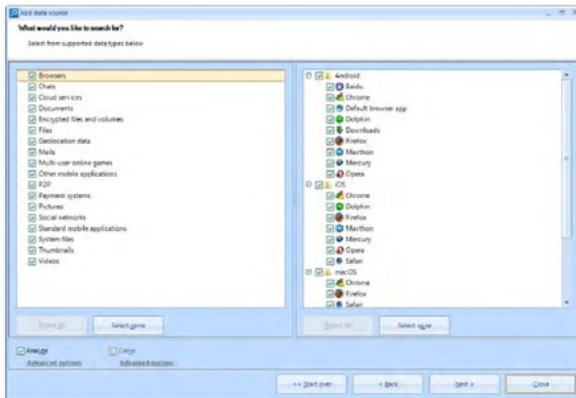 Add data source
What would you like to search for?
Select from supported data types below
Browsers
Chats
Cloud services
Documents
Encrypted files and volumes
Files
Geolocation data
Mails
Multi-user online games
Other mobile applications
P2P
Payment systems
Pictures
Social networks
Standard mobile applications
System files
Thumbnails
Videos
Select all
Select none
Android
Baidu
Chrome
Default browser app
Dolphin
Downloads
Firefox
Maxthon
Mercury
Opera
iOS
Chrome
Dolphin
Firefox
Maxthon
Mercury
Opera
Safari
macOS
Chrome
Firefox
Safari
Select all
Select none
Analyze
Carve
Advanced options
Advanced options
<< Start over
< Back
Next >
Close